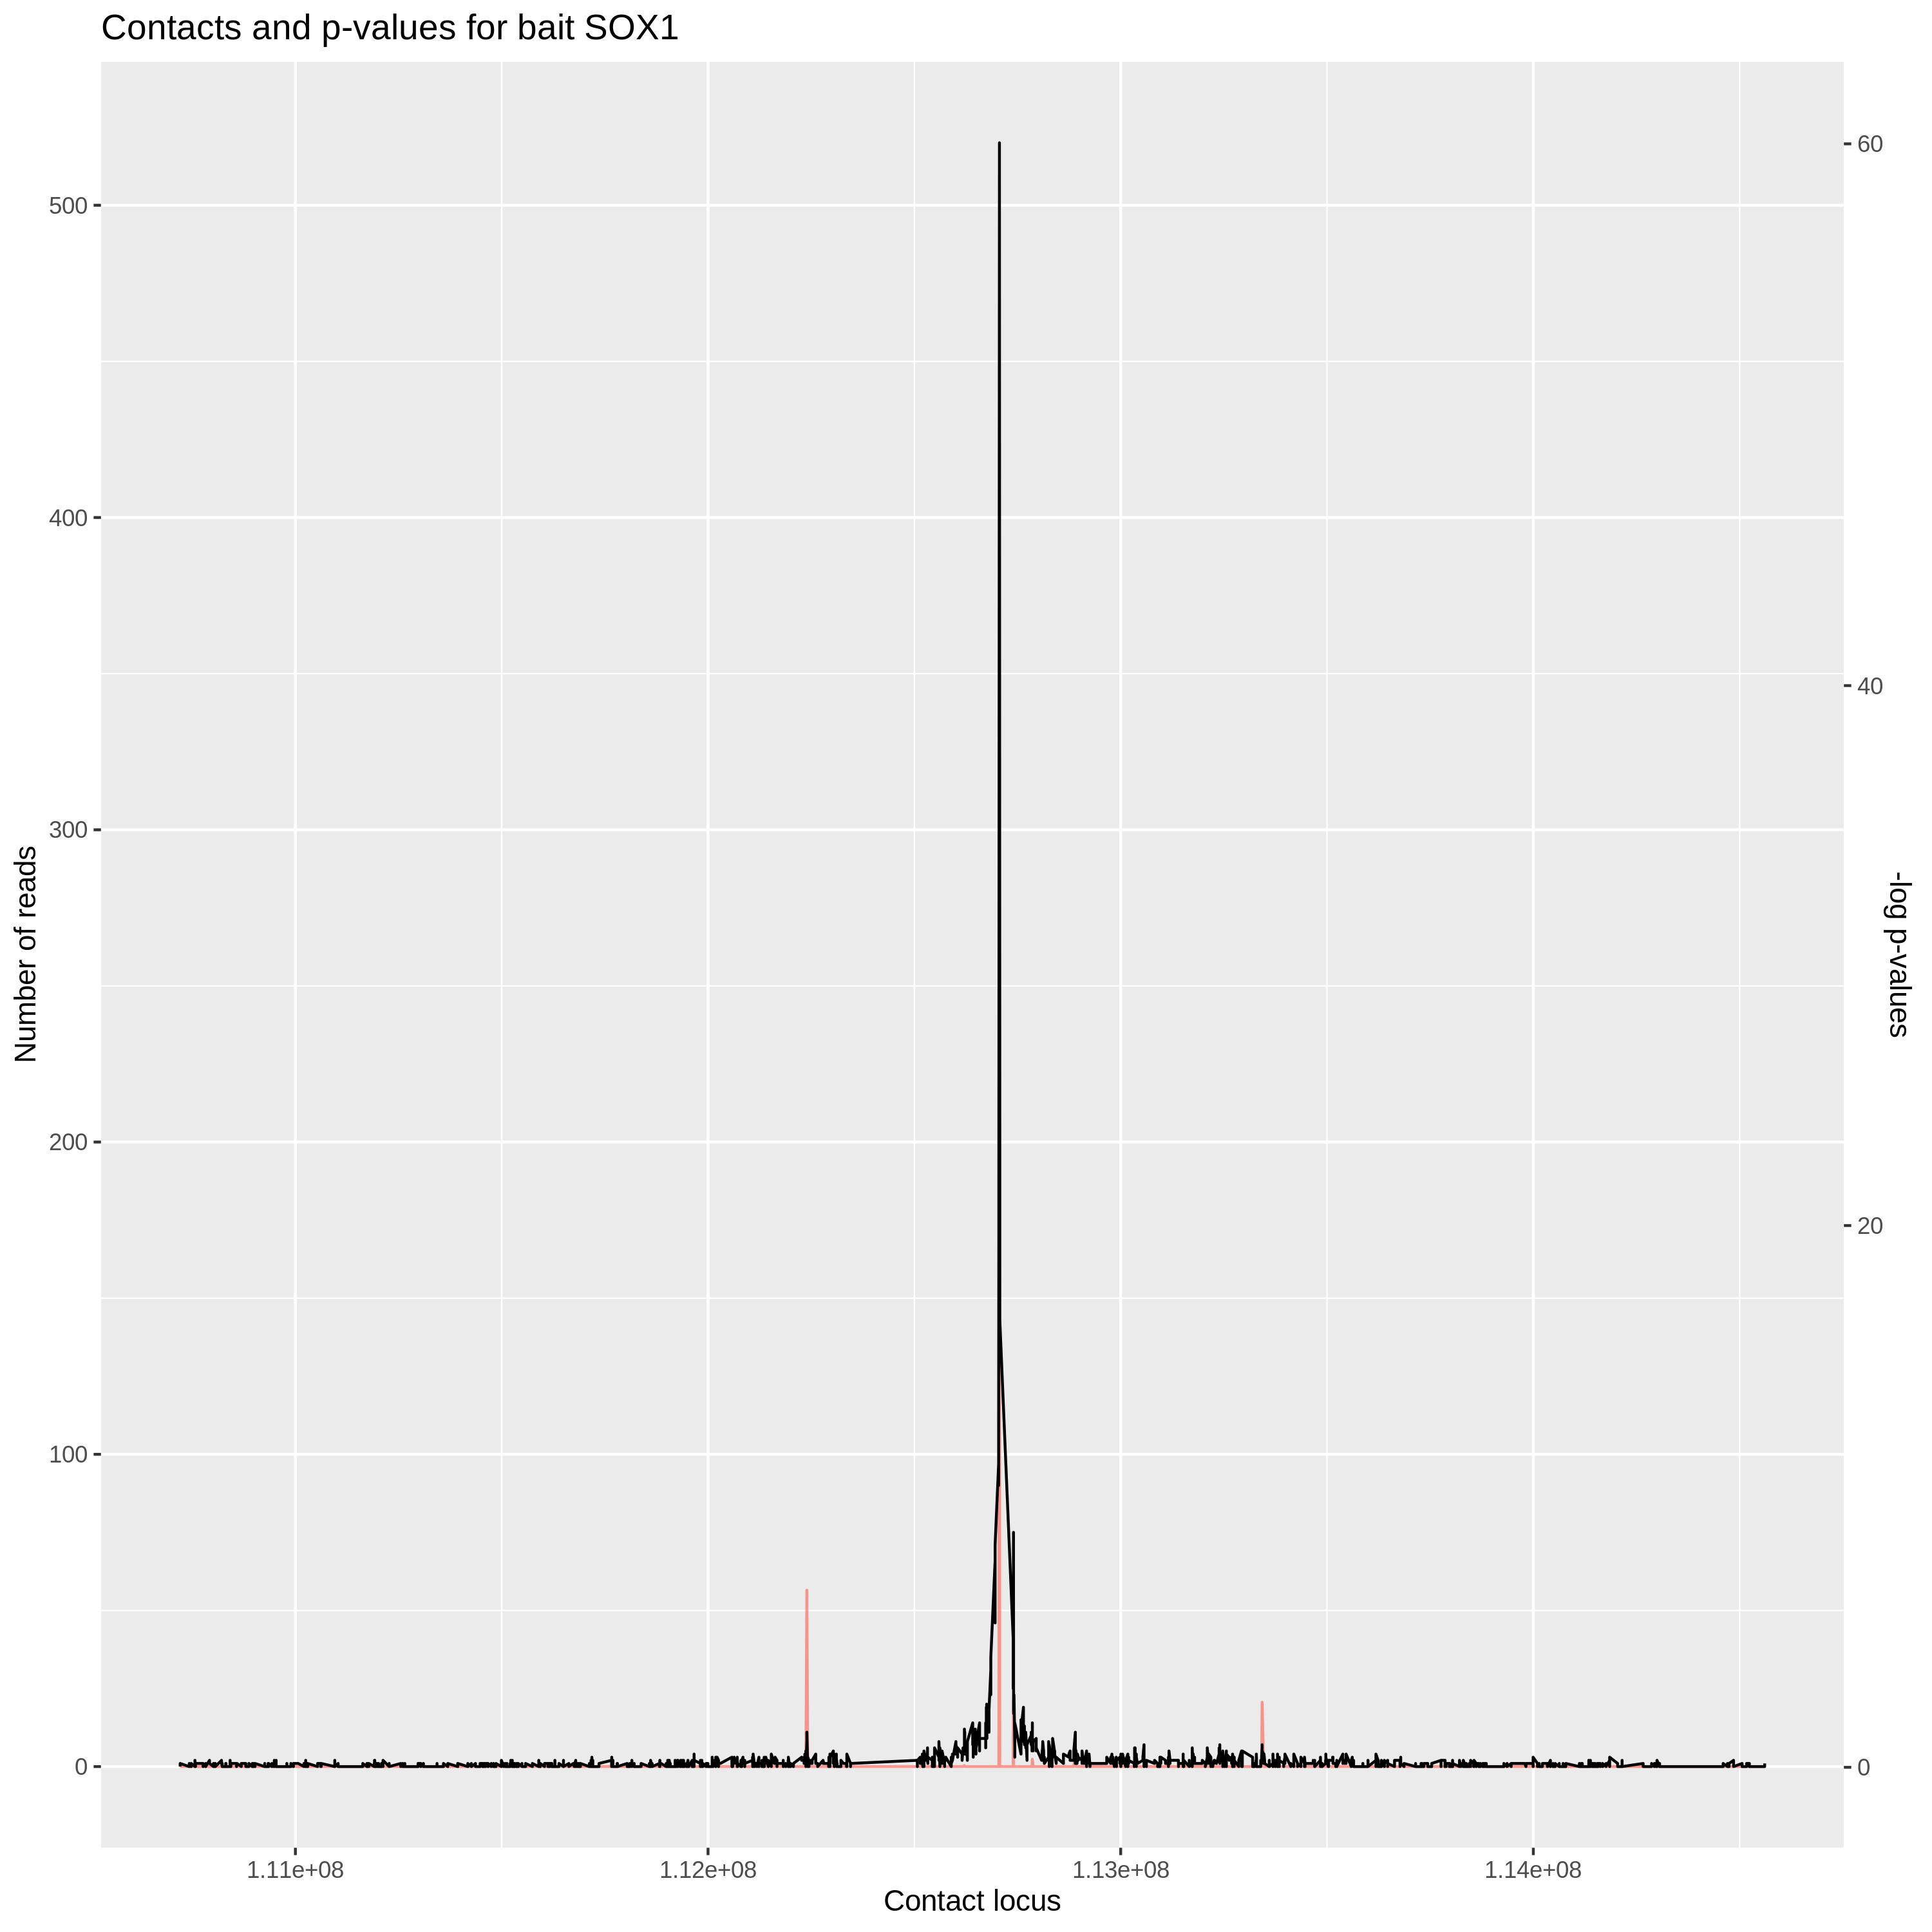 Contacts and p-values for bait SOX1
Number of reads
500
400
300
200
100
0
60
40
20
0
-log p-values
1.11e+08
1.12e+08
1.13e+08
1.14e+08
Contact locus